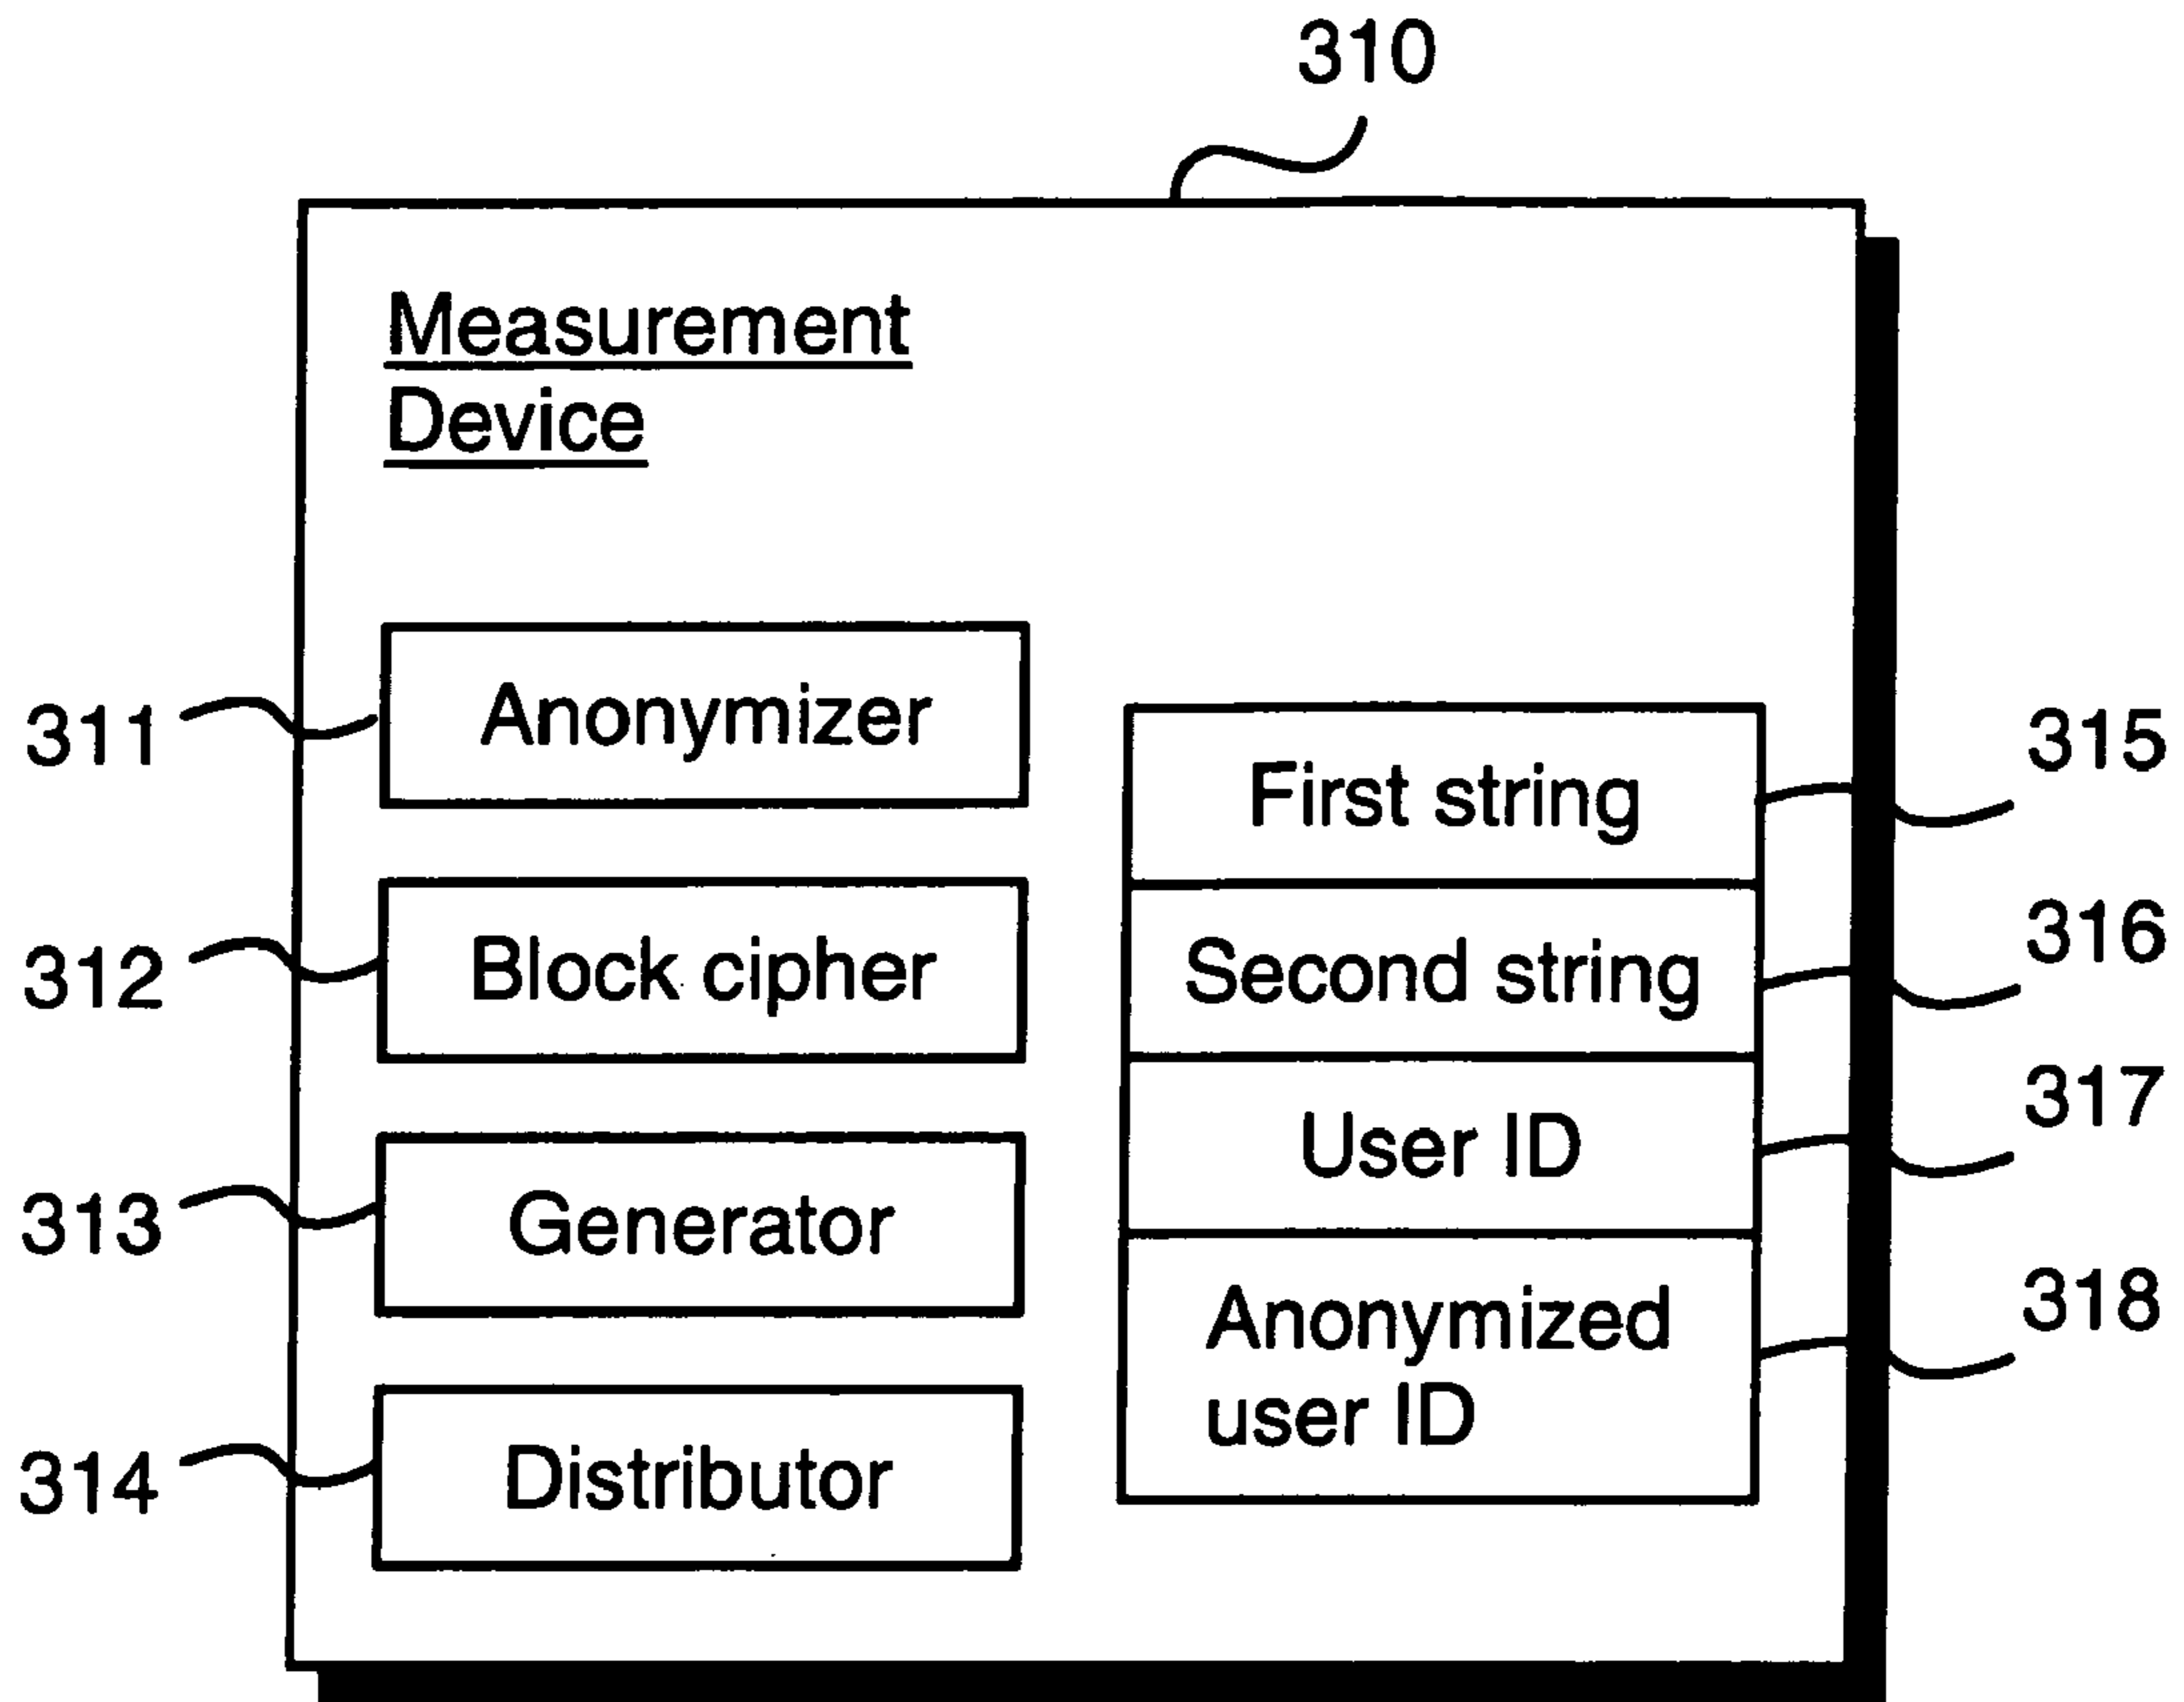 310
Measurement
Device
311
Anonymizer
312
Block cipher
313
Generator
314
Distributor
First string
315
Second string
316
User ID
317
Anonymized
user ID
318